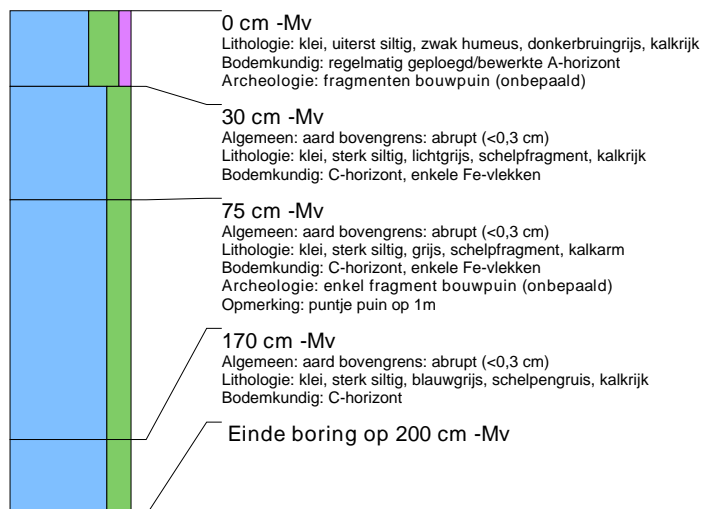 0 cm -Mv
Lithologie: klei, uiterst siltig, zwak humeus, donkerbruingrijs, kalkrijk
Bodemkundig: regelmatig geploegd/bewerkte A-horizont
Archeologie: fragmenten bouwpuin (onbepaald)
30 cm -Mv
Algemeen: aard bovengrens: abrupt (<0,3 cm)
Lithologie: klei, sterk siltig, lichtgrijs, schelpfragment, kalkrijk
Bodemkundig: C-horizont, enkele Fe-vlekken
75 cm -Mv
Algemeen: aard bovengrens: abrupt (<0,3 cm)
Lithologie: klei, sterk siltig, grijs, schelpfragment, kalkarm
Bodemkundig: C-horizont, enkele Fe-vlekken
Archeologie: enkel fragment bouwpuin (onbepaald)
Opmerking: puntje puin op 1m
170 cm -Mv
Algemeen: aard bovengrens: abrupt (<0,3 cm)
Lithologie: klei, sterk siltig, blauwgrijs, schelpengruis, kalkrijk
Bodemkundig: C-horizont
Einde boring op 200 cm -Mv